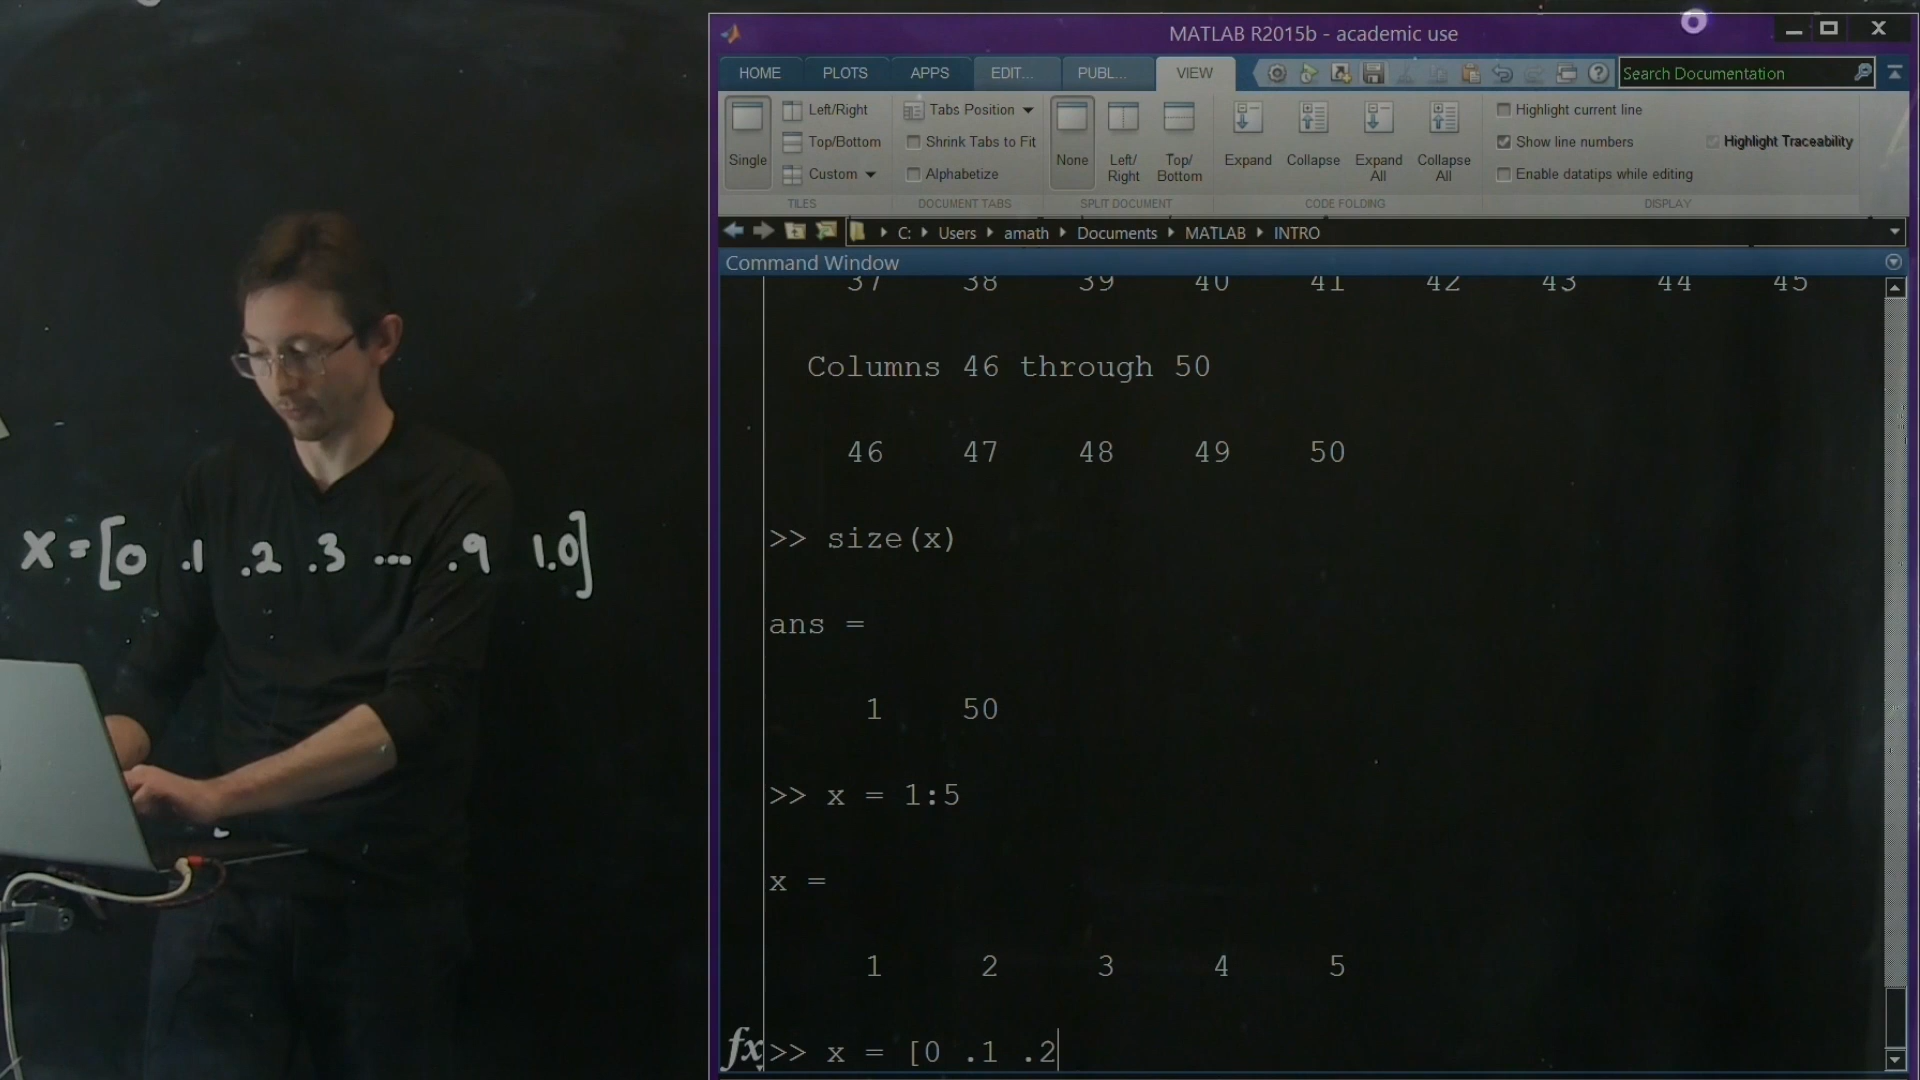 x=[0 .1 .2 .3 ... .9 1.0]
MATLAB R2015b - academic use
HOME PLOTS APPS EDIT... PUBL... VIEW Search Documentation
Left/Right Tabs Position Highlight current line
Top/Bottom Shrink Tabs to Fit Show line numbers Highlight Traceability
Single None Left/Right Top/Bottom Expand Collapse Expand All Collapse All
Custom Alphabetize Enable datatips while editing
TILES DOCUMENT TABS SPLIT DOCUMENT CODE FOLDING DISPLAY
C: Users amath Documents MATLAB INTRO
Command Window
37 38 39 40 41 42 43 44 45
Columns 46 through 50
46 47 48 49 50
>> size(x)
ans =
1 50
>> x = 1:5
x =
1 2 3 4 5
fx >> x = [0 .1 .2